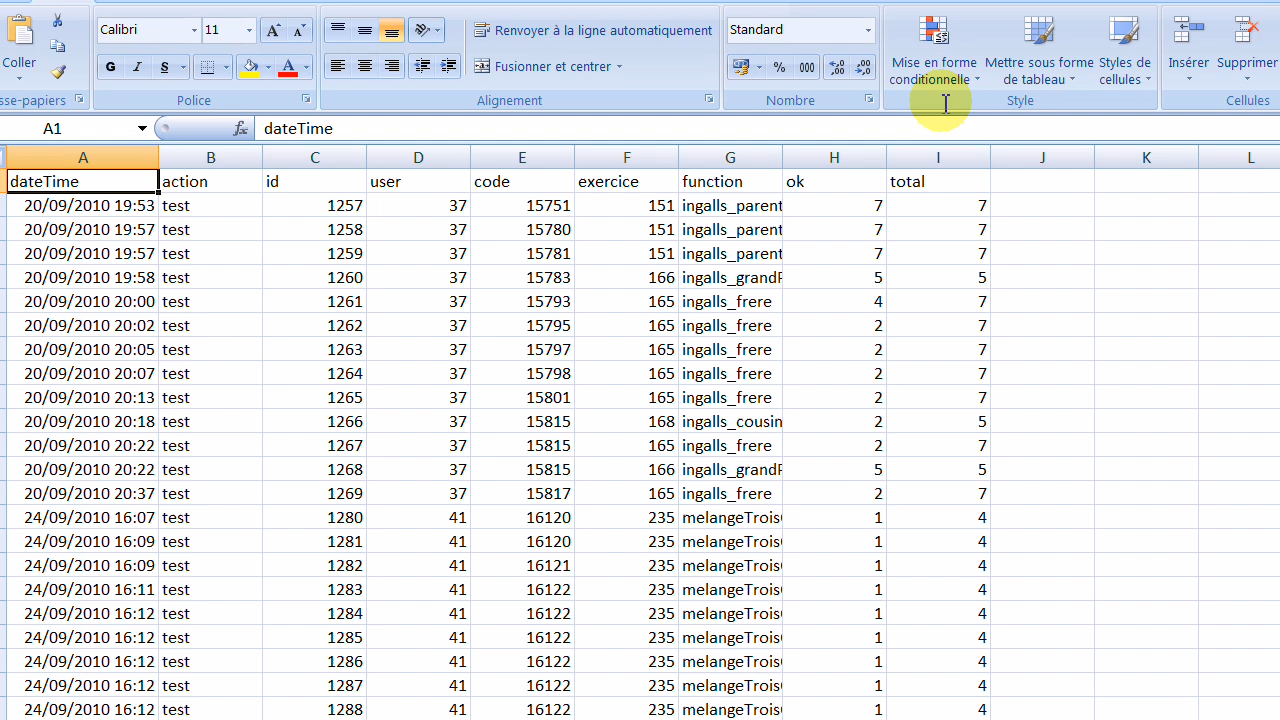 Calibri 11 Renvoyer à la ligne automatiquement Standard
Coller Mise en forme conditionnelle Mettre sous forme de tableau Styles de cellules Insérer Supprimer
G I S A Fusionner et centrer % 000
sse-papiers Police Alignement Nombre Style Cellules
A1 fx dateTime
A B C D E F G H I J K L
dateTime action id user code exercice function ok total
20/09/2010 19:53 test 1257 37 15751 151 ingalls_parent 7 7
20/09/2010 19:57 test 1258 37 15780 151 ingalls_parent 7 7
20/09/2010 19:57 test 1259 37 15781 151 ingalls_parent 7 7
20/09/2010 19:58 test 1260 37 15783 166 ingalls_grandP 5 5
20/09/2010 20:00 test 1261 37 15793 165 ingalls_frere 4 7
20/09/2010 20:02 test 1262 37 15795 165 ingalls_frere 2 7
20/09/2010 20:05 test 1263 37 15797 165 ingalls_frere 2 7
20/09/2010 20:07 test 1264 37 15798 165 ingalls_frere 2 7
20/09/2010 20:13 test 1265 37 15801 165 ingalls_frere 2 7
20/09/2010 20:18 test 1266 37 15815 168 ingalls_cousin 2 5
20/09/2010 20:22 test 1267 37 15815 165 ingalls_frere 2 7
20/09/2010 20:22 test 1268 37 15815 166 ingalls_grandP 5 5
20/09/2010 20:37 test 1269 37 15817 165 ingalls_frere 2 7
24/09/2010 16:07 test 1280 41 16120 235 melangeTrois 1 4
24/09/2010 16:09 test 1281 41 16120 235 melangeTrois 1 4
24/09/2010 16:09 test 1282 41 16121 235 melangeTrois 1 4
24/09/2010 16:11 test 1283 41 16122 235 melangeTrois 1 4
24/09/2010 16:12 test 1284 41 16122 235 melangeTrois 1 4
24/09/2010 16:12 test 1285 41 16122 235 melangeTrois 1 4
24/09/2010 16:12 test 1286 41 16122 235 melangeTrois 1 4
24/09/2010 16:12 test 1287 41 16122 235 melangeTrois 1 4
24/09/2010 16:12 test 1288 41 16122 235 melangeTrois 1 4